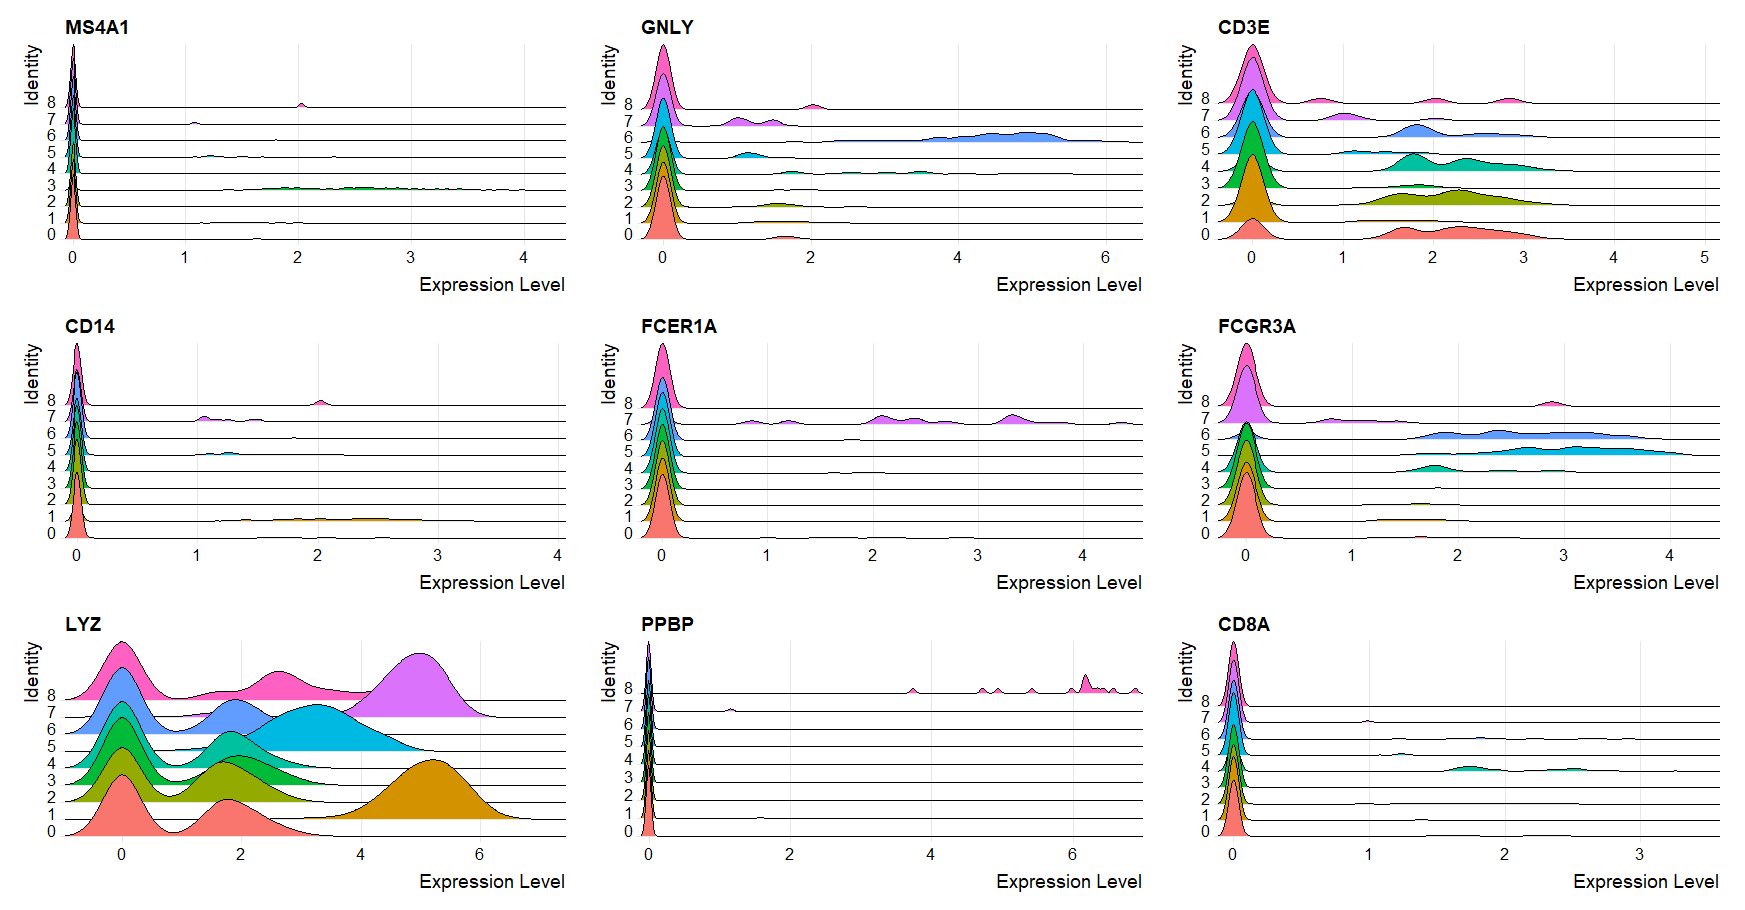 MS4A1
Identity
8
7
6
5
4
3
2
1
0
0 1 2 3 4
Expression Level
GNLY
Identity
8
7
6
5
4
3
2
1
0
0 2 4 6
Expression Level
CD3E
Identity
8
7
6
5
4
3
2
1
0
0 1 2 3 4 5
Expression Level
CD14
Identity
8
7
6
5
4
3
2
1
0
0 1 2 3 4
Expression Level
FCER1A
Identity
8
7
6
5
4
3
2
1
0
0 1 2 3 4
Expression Level
FCGR3A
Identity
8
7
6
5
4
3
2
1
0
0 1 2 3 4
Expression Level
LYZ
Identity
8
7
6
5
4
3
2
1
0
0 2 4 6
Expression Level
PPBP
Identity
8
7
6
5
4
3
2
1
0
0 2 4 6
Expression Level
CD8A
Identity
8
7
6
5
4
3
2
1
0
0 1 2 3
Expression Level